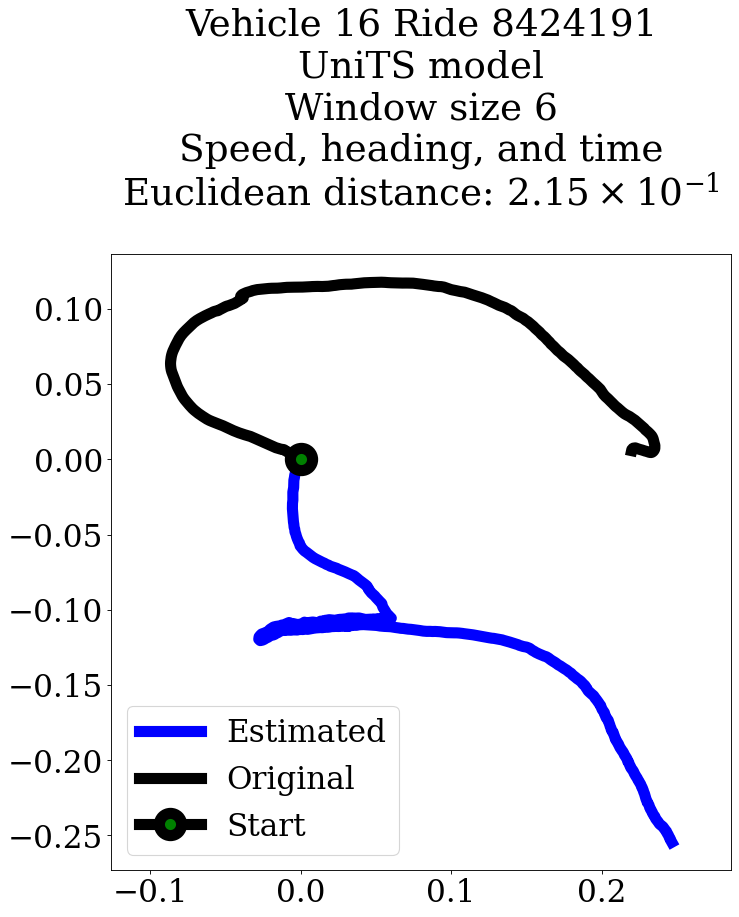 Vehicle 16 Ride 8424191
UniTS model
Window size 6
Speed, heading, and time
Euclidean distance: $2.15 \times 10^{-1}$
0.10
0.05
0.00
−0.05
−0.10
−0.15
−0.20
−0.25
Estimated
Original
Start
−0.1
0.0
0.1
0.2